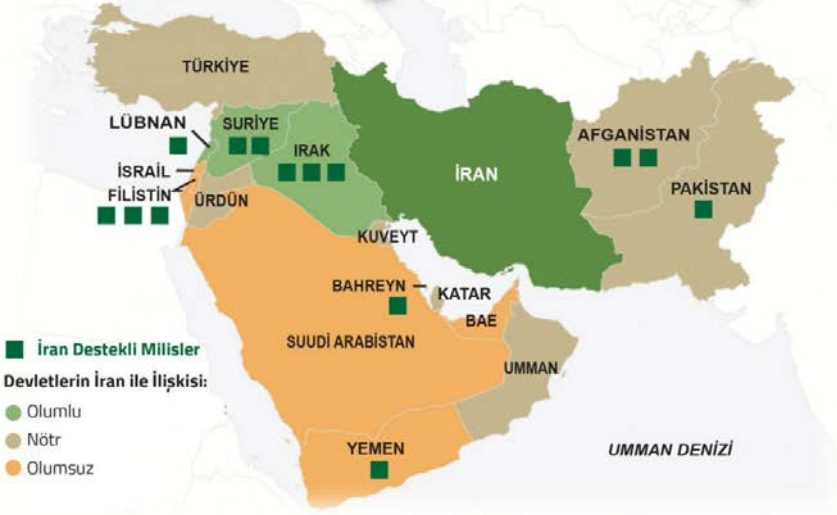 TÜRKİYE
LÜBNAN
SURİYE
IRAK
İSRAİL
FİLİSTİN
ÜRDÜN
İRAN
AFGANİSTAN
PAKİSTAN
KUVEYT
BAHREYN
KATAR
BAE
SUUDİ ARABİSTAN
UMMAN
YEMEN
UMMAN DENİZİ
İran Destekli Milisler
Devletlerin İran ile İlişkisi:
Olumlu
Nötr
Olumsuz